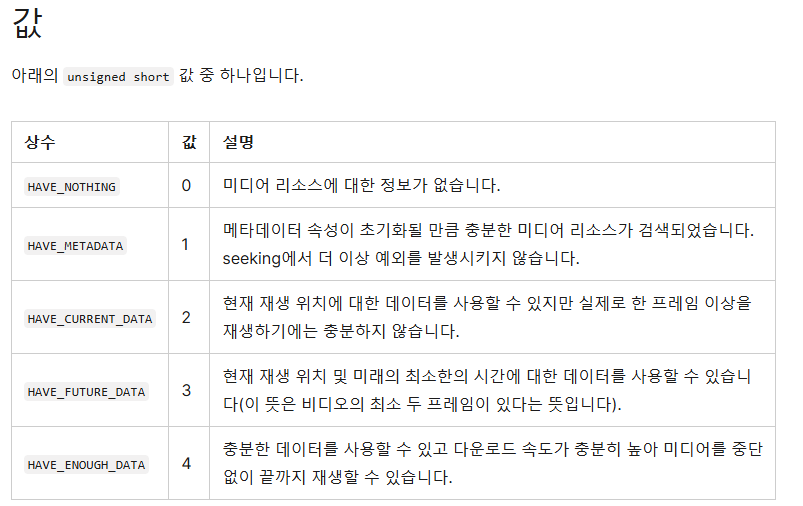 값
아래의 unsigned short 값 중 하나입니다.
상수 값 설명
HAVE_NOTHING 0 미디어 리소스에 대한 정보가 없습니다.
HAVE_METADATA 1 메타데이터 속성이 초기화될 만큼 충분한 미디어 리소스가 검색되었습니다.
seeking에서 더 이상 예외를 발생시키지 않습니다.
HAVE_CURRENT_DATA 2 현재 재생 위치에 대한 데이터를 사용할 수 있지만 실제로 한 프레임 이상을
재생하기에는 충분하지 않습니다.
HAVE_FUTURE_DATA 3 현재 재생 위치 및 미래의 최소한의 시간에 대한 데이터를 사용할 수 있습니
다(이 뜻은 비디오의 최소 두 프레임이 있다는 뜻입니다).
HAVE_ENOUGH_DATA 4 충분한 데이터를 사용할 수 있고 다운로드 속도가 충분히 높아 미디어를 중단
없이 끝까지 재생할 수 있습니다.